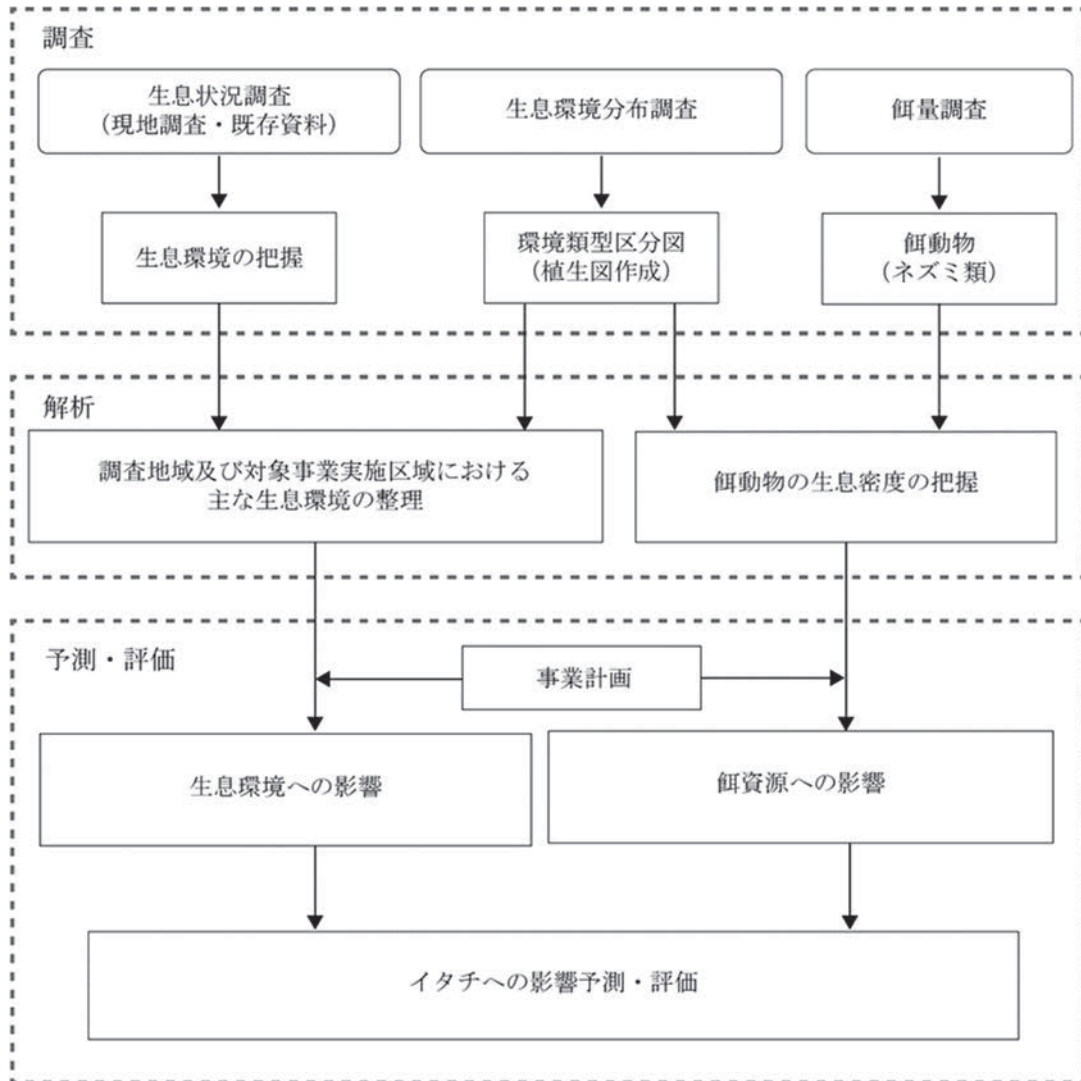 調査
生息状況調査
（現地調査・既存資料）
生息環境分布調査
餌量調査
生息環境の把握
環境類型区分図
（植生図作成）
餌動物
（ネズミ類）
解析
調査地域及び対象事業実施区域における
主な生息環境の整理
餌動物の生息密度の把握
予測・評価
事業計画
生息環境への影響
餌資源への影響
イタチへの影響予測・評価